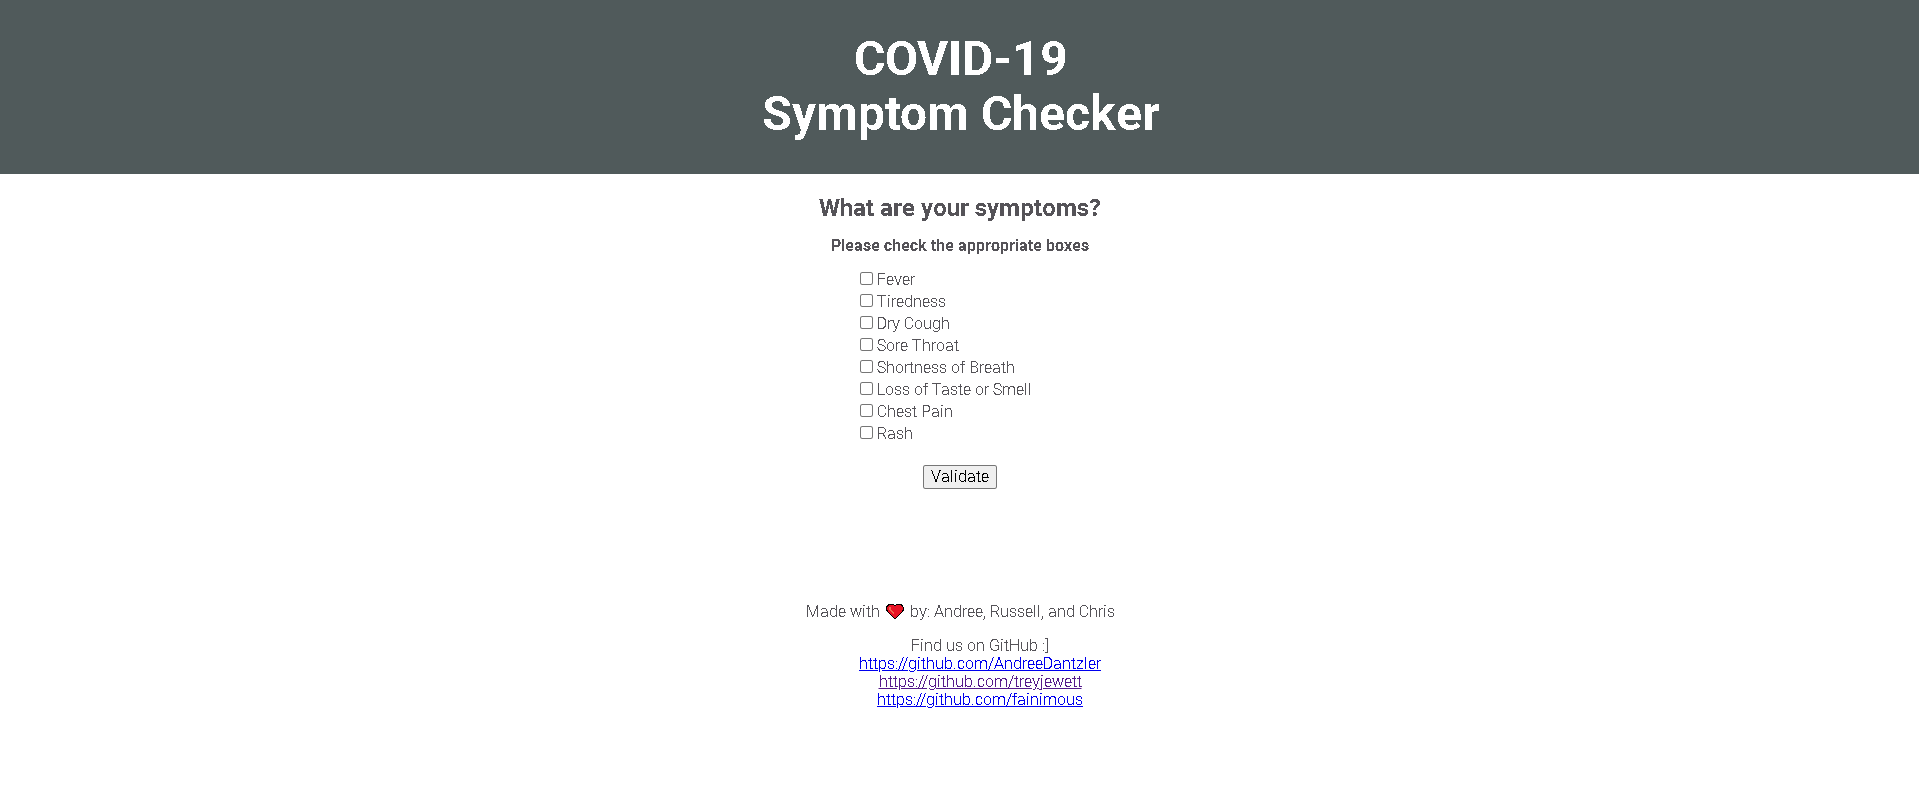 COVID-19
Symptom Checker
What are your symptoms?
Please check the appropriate boxes
Fever
Tiredness
Dry Cough
Sore Throat
Shortness of Breath
Loss of Taste or Smell
Chest Pain
Rash
Validate
Made with by: Andree, Russell, and Chris
Find us on GitHub :]
https://github.com/AndreeDantzler
https://github.com/treyjewett
https://github.com/fainimous